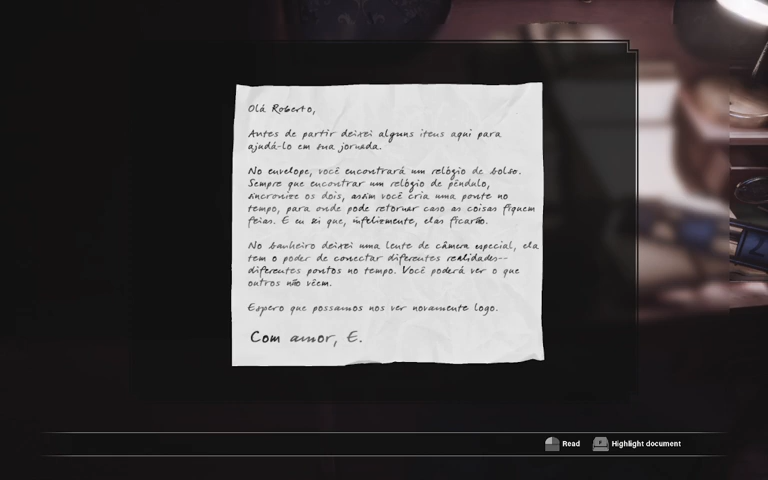 Olá Roberto,
Antes de partir deixei alguns itens aqui para
ajudá-lo em sua jornada.
No envelope, você encontrará um relógio de bolso.
Sempre que encontrar um relógio de pêndulo,
sincronize os dois, assim você cria uma ponte no
tempo, para onde pode retornar caso as coisas fiquem
feias. E eu sei que, infelizmente, elas ficarão.
No banheiro deixei uma lente de câmera especial, ela
tem o poder de conectar diferentes realidades--
diferentes pontos no tempo. Você poderá ver o que
outros não vêem.
Espero que possamos nos ver novamente logo.
Com amor, E.
Read
Highlight document